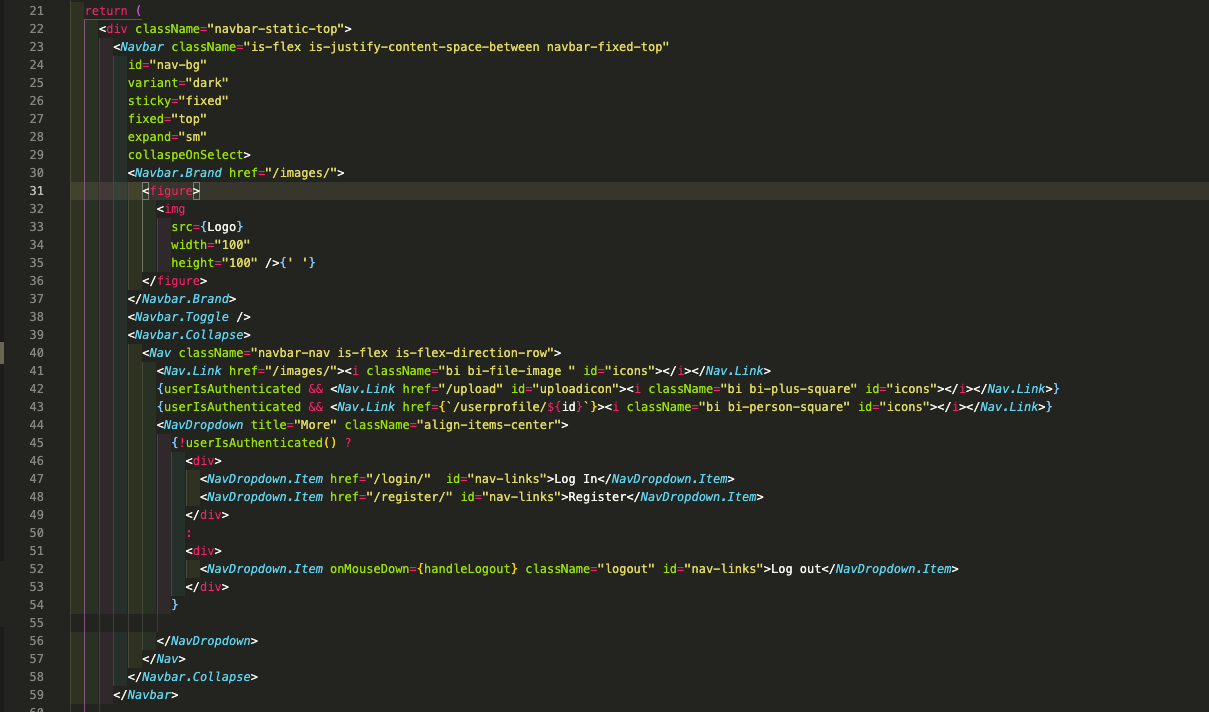 21 return (
22 <div className="navbar-static-top">
23 <Navbar className="is-flex is-justify-content-space-between navbar-fixed-top"
24 id="nav-bg"
25 variant="dark"
26 sticky="fixed"
27 fixed="top"
28 expand="sm"
29 collaspeOnSelect>
30 <Navbar.Brand href="/images/">
31 <figure>
32 <img
33 src={Logo}
34 width="100"
35 height="100" />{' '}
36 </figure>
37 </Navbar.Brand>
38 <Navbar.Toggle />
39 <Navbar.Collapse>
40 <Nav className="navbar-nav is-flex is-flex-direction-row">
41 <Nav.Link href="/images/"><i className="bi bi-file-image " id="icons"></i></Nav.Link>
42 {userIsAuthenticated && <Nav.Link href="/upload" id="uploadicon"><i className="bi bi-plus-square" id="icons"></i></Nav.Link>}
43 {userIsAuthenticated && <Nav.Link href={`/userprofile/${id}`}><i className="bi bi-person-square" id="icons"></i></Nav.Link>}
44 <NavDropdown title="More" className="align-items-center">
45 {!userIsAuthenticated() ?
46 <div>
47 <NavDropdown.Item href="/login/"  id="nav-links">Log In</NavDropdown.Item>
48 <NavDropdown.Item href="/register/" id="nav-links">Register</NavDropdown.Item>
49 </div>
50 :
51 <div>
52 <NavDropdown.Item onMouseDown={handleLogout} className="logout" id="nav-links">Log out</NavDropdown.Item>
53 </div>
54 }
55
56 </NavDropdown>
57 </Nav>
58 </Navbar.Collapse>
59 </Navbar>
60